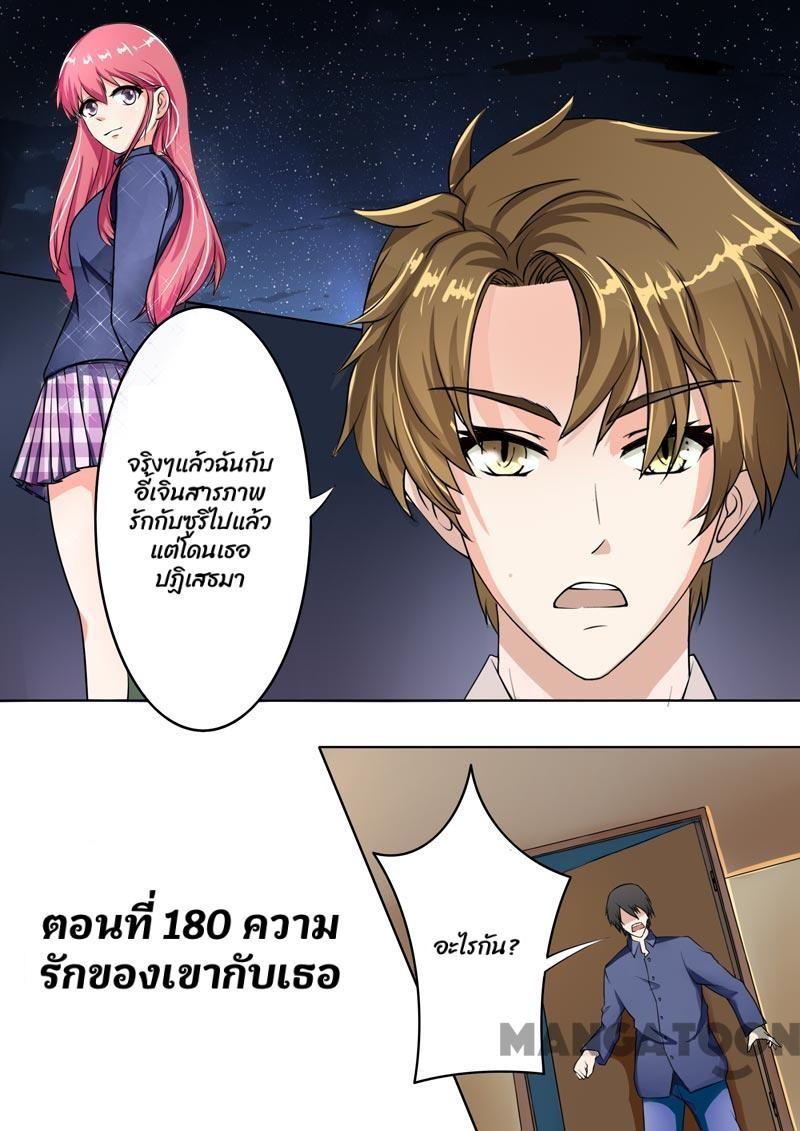 จริงๆแล้วฉันกับ
อี้เจินสารภาพ
รักกับซูรีไปแล้ว
แต่โดนเธอ
ปฏิเสธมา
ตอนที่ 180 ความ
รักของเขากับเธอ
อะไรกัน?
MANGATOON